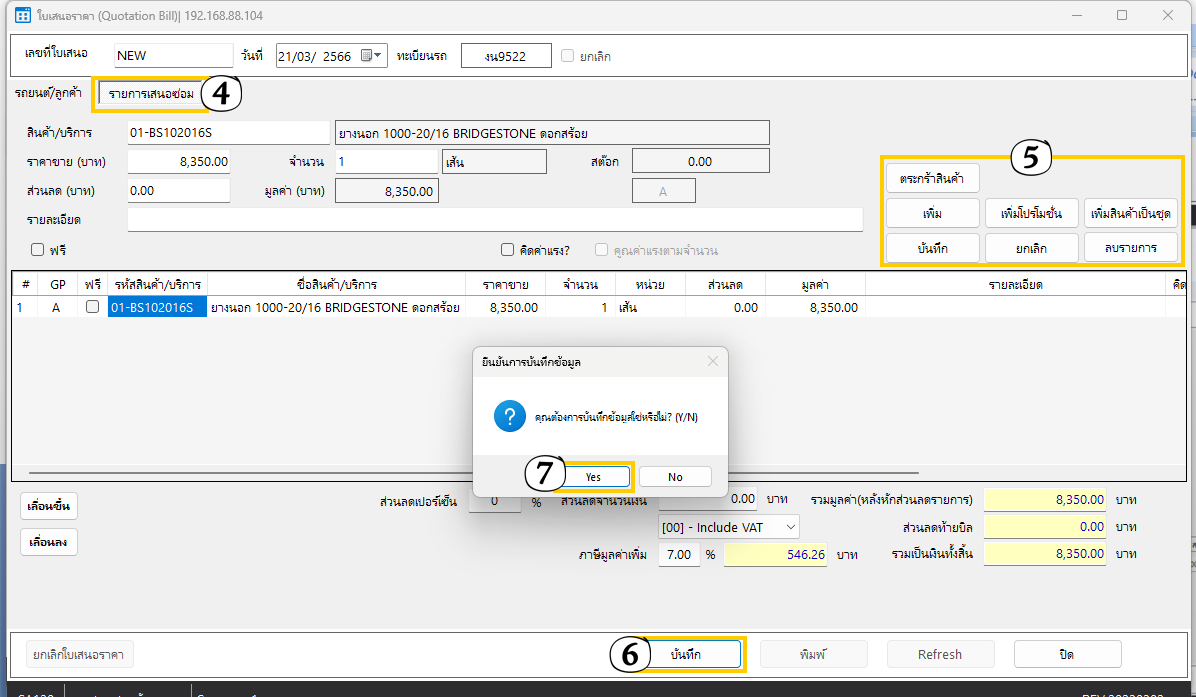 ใบเสนอราคา (Quotation Bill)| 192.168.88.104
เลขที่ใบเสนอ NEW วันที่ 21/03/ 2566 ทะเบียนรถ งน9522 ยกเลิก
รถยนต์/ลูกค้า รายการเสนอซ่อม 4
สินค้า/บริการ 01-BS102016S ยางนอก 1000-20/16 BRIDGESTONE ดอกสร้อย
ราคาขาย (บาท) 8,350.00 จำนวน 1 เส้น สต๊อก 0.00
ส่วนลด (บาท) 0.00 มูลค่า (บาท) 8,350.00 A
รายละเอียด
ฟรี คิดค่าแรง? คูณค่าแรงตามจำนวน
5
ตระกร้าสินค้า
เพิ่ม เพิ่มโปรโมชั่น เพิ่มสินค้าเป็นชุด
บันทึก ยกเลิก ลบรายการ
# GP ฟรี รหัสสินค้า/บริการ ชื่อสินค้า/บริการ ราคาขาย จำนวน หน่วย ส่วนลด มูลค่า รายละเอียด คิด
1 A 01-BS102016S ยางนอก 1000-20/16 BRIDGESTONE ดอกสร้อย 8,350.00 1 เส้น 0.00 8,350.00
ยืนยันการบันทึกข้อมูล
คุณต้องการบันทึกข้อมูลใช่หรือไม่? (Y/N)
7 Yes No
เลื่อนขึ้น ส่วนลดเปอร์เซ็น 0 % ส่วนลดจำนวนเงิน 0.00 บาท รวมมูลค่า(หลังหักส่วนลดรายการ) 8,350.00 บาท
[00] - Include VAT ส่วนลดท้ายบิล 0.00 บาท
เลื่อนลง ภาษีมูลค่าเพิ่ม 7.00 % 546.26 บาท รวมเป็นเงินทั้งสิ้น 8,350.00 บาท
ยกเลิกใบเสนอราคา 6 บันทึก พิมพ์ Refresh ปิด